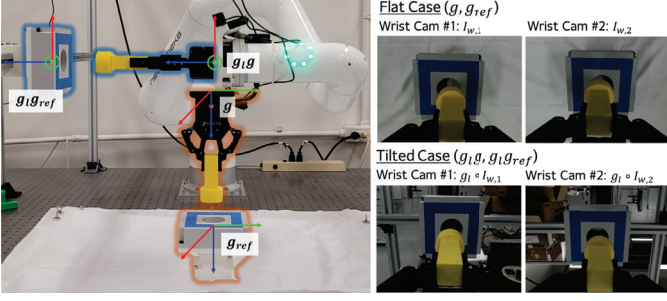 g_l g_ref
g_l g
g
g_ref
Flat Case (g, g_ref)
Wrist Cam #1: I_w,1
Wrist Cam #2: I_w,2
Tilted Case (g_l g, g_l g_ref)
Wrist Cam #1: g_l ∘ I_w,1
Wrist Cam #2: g_l ∘ I_w,2